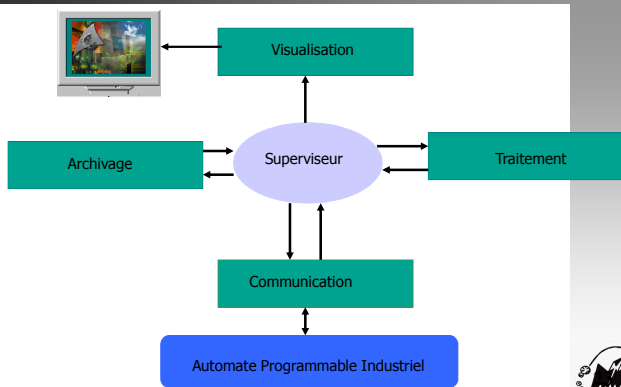 Visualisation
Archivage
Superviseur
Traitement
Communication
Automate Programmable Industriel